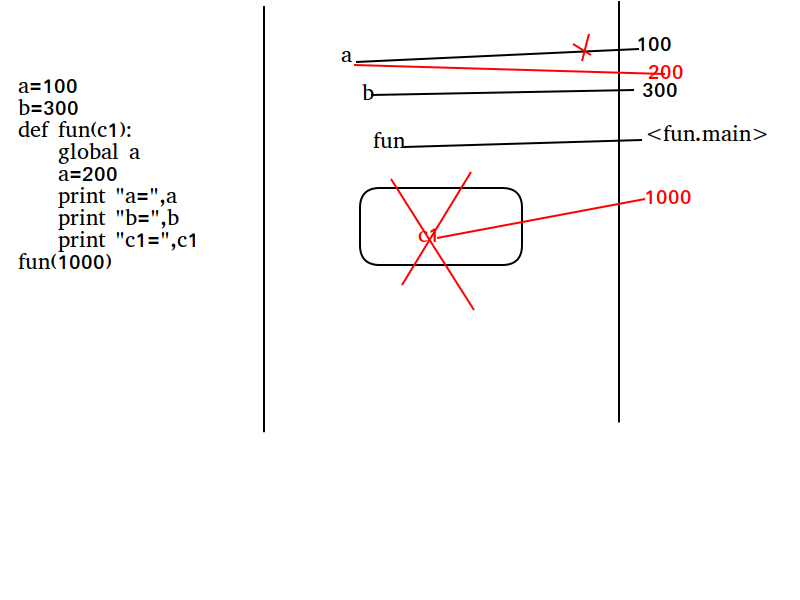 a=100
b=300
def fun(c1):
    global a
    a=200
    print "a=",a
    print "b=",b
    print "c1=",c1
fun(1000)
a
100
200
b
300
fun
<fun.main>
c1
1000